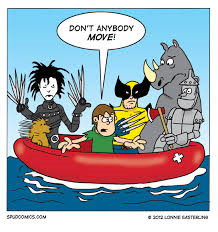 DON'T ANYBODY
MOVE!
SPUDCOMICS.COM
© 2012 LONNIE EASTERLING